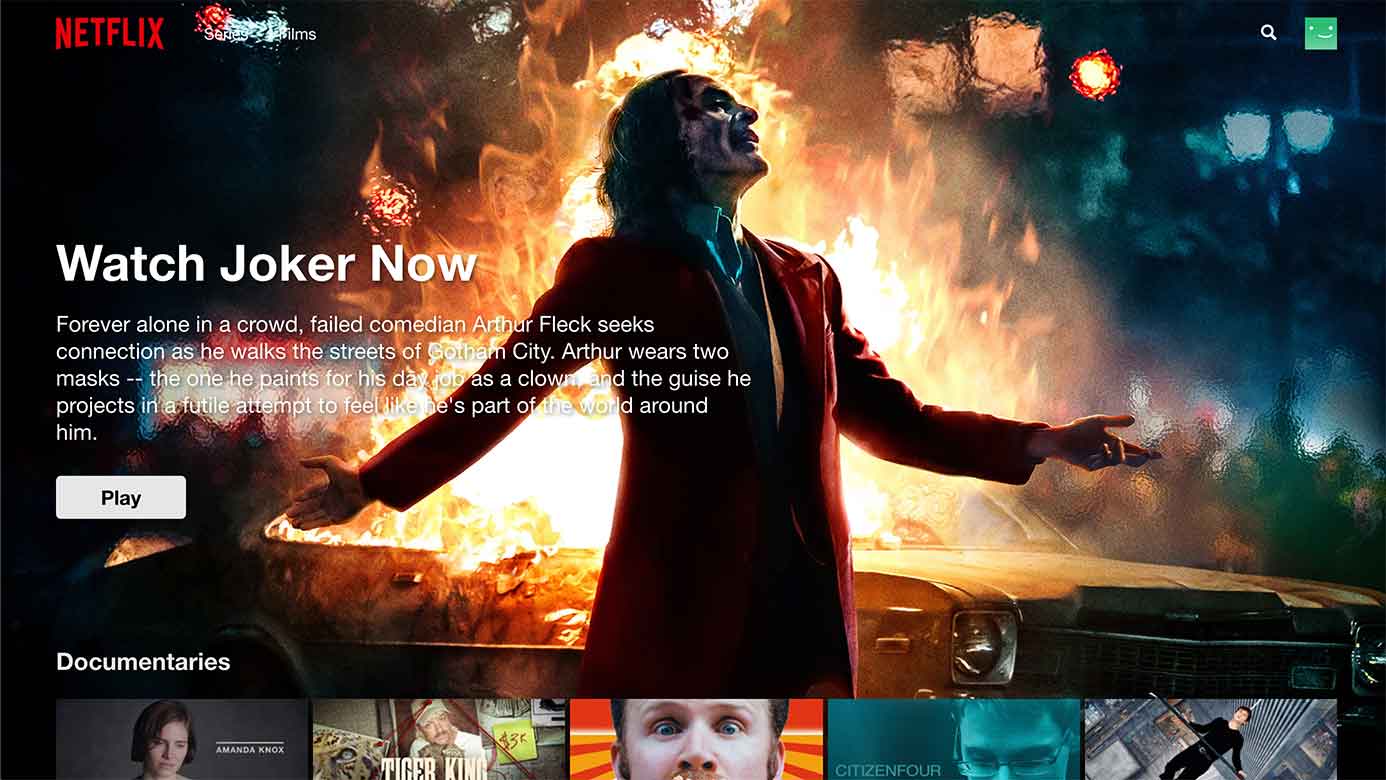 NETFLIX
Series Films
Watch Joker Now
Forever alone in a crowd, failed comedian Arthur Fleck seeks
connection as he walks the streets of Gotham City. Arthur wears two
masks -- the one he paints for his day job as a clown, and the guise he
projects in a futile attempt to feel like he's part of the world around
him.
Play
Documentaries
AMANDA KNOX
$3K
TIGER KING
CITIZENFOUR